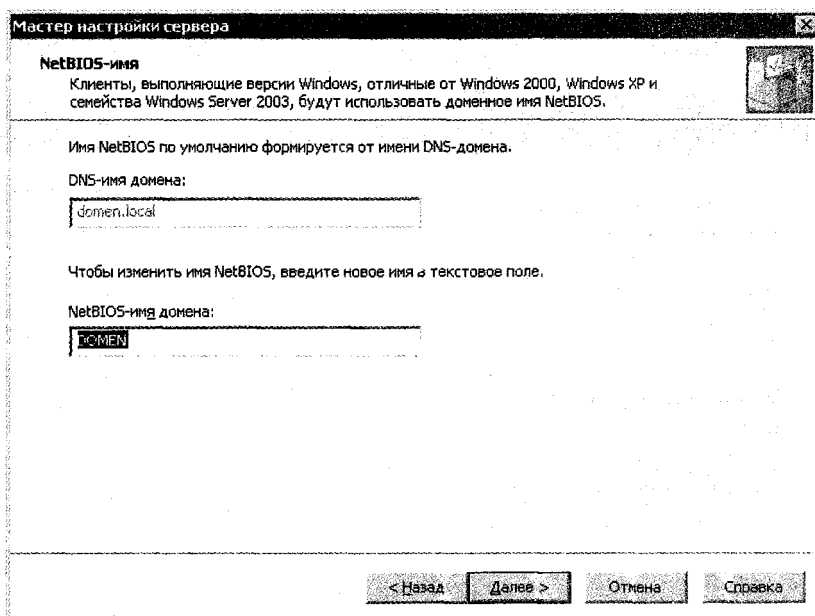 Мастер настройки сервера
NetBIOS-имя
Клиенты, выполняющие версии Windows, отличные от Windows 2000, Windows XP и
семейства Windows Server 2003, будут использовать доменное имя NetBIOS.
Имя NetBIOS по умолчанию формируется от имени DNS-домена.
DNS-имя домена:
domen.local
Чтобы изменить имя NetBIOS, введите новое имя в текстовое поле.
NetBIOS-имя домена:
DOMEN
< Назад Далее > Отмена Справка